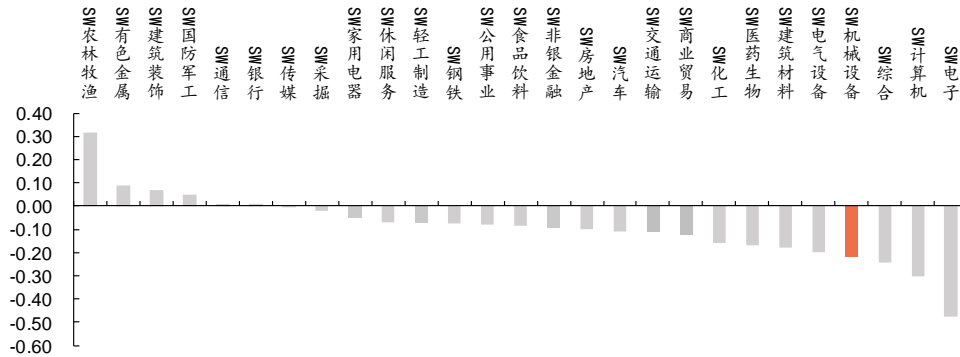 SW农林牧渔
SW有色金属
SW建筑装饰
SW国防军工
SW通信
SW银行
SW传媒
SW采掘
SW家用电器
SW休闲服务
SW轻工制造
SW钢铁
SW公用事业
SW食品饮料
SW非银金融
SW房地产
SW汽车
SW交通运输
SW商业贸易
SW化工
SW医药生物
SW建筑材料
SW电气设备
SW机械设备
SW综合
SW计算机
SW电子
0.40
0.30
0.20
0.10
0.00
-0.10
-0.20
-0.30
-0.40
-0.50
-0.60